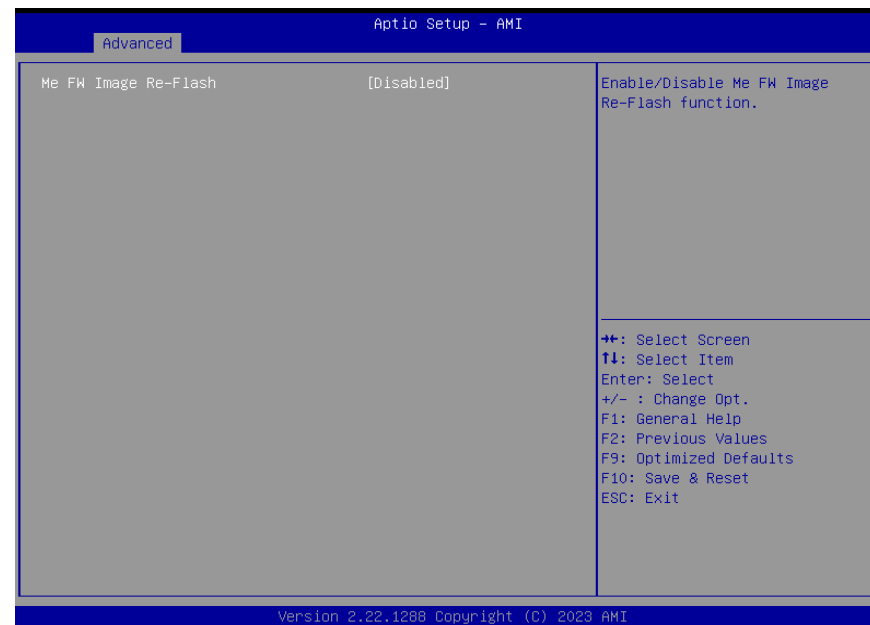 Aptio Setup – AMI
Advanced
Me FW Image Re-Flash [Disabled]
Enable/Disable Me FW Image
Re-Flash function.
→←: Select Screen
↑↓: Select Item
Enter: Select
+/- : Change Opt.
F1: General Help
F2: Previous Values
F9: Optimized Defaults
F10: Save & Reset
ESC: Exit
Version 2.22.1288 Copyright (C) 2023 AMI